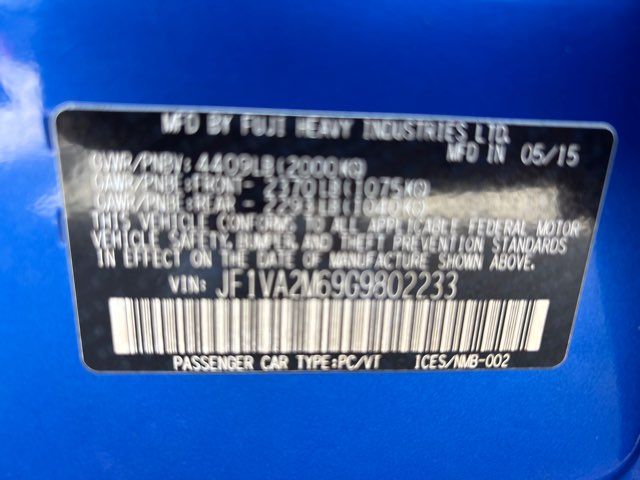 MFD BY FUJI HEAVY INDUSTRIES LTD.
MFD IN 05/15
GVWR/PNBV: 4409LB(2000KG)
GAWR/PNBE:FRONT- 2370LB(1075KG)
GAWR/PNBE:REAR- 2293LB(1040KG)
THIS VEHICLE CONFORMS TO ALL APPLICABLE FEDERAL MOTOR
VEHICLE SAFETY, BUMPER, AND THEFT PREVENTION STANDARDS
IN EFFECT ON THE DATE OF MANUFACTURE SHOWN ABOVE.
VIN: JF1VA2M69G9802233
PASSENGER CAR TYPE:PC/VT ICES/NMB-002